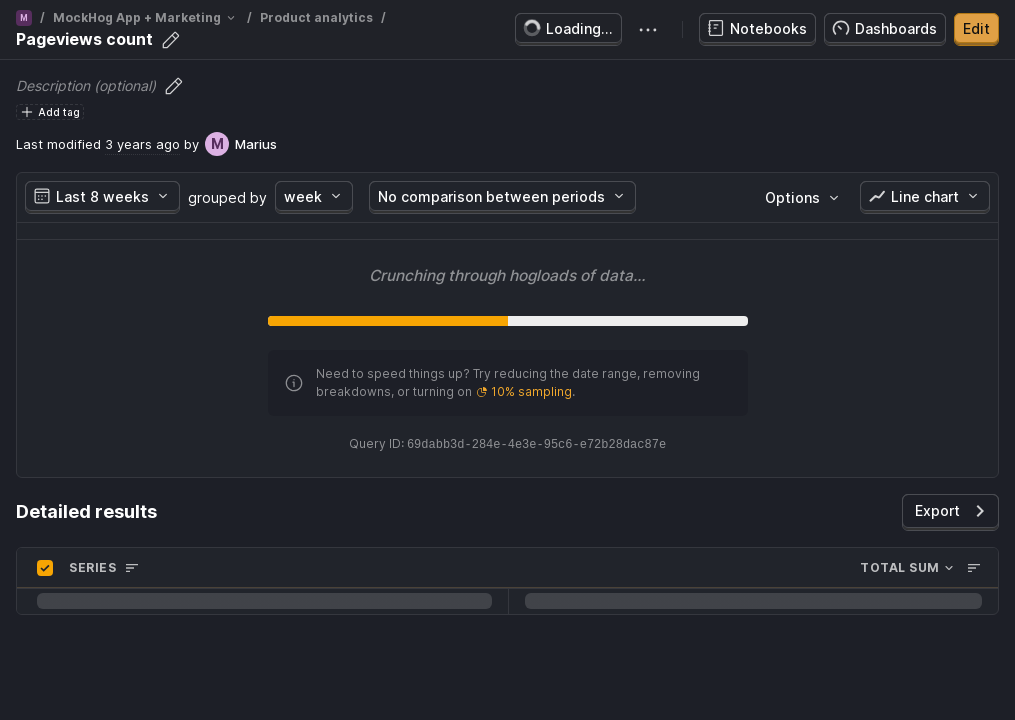 M / MockHog App + Marketing / Product analytics /
Pageviews count
Loading...
Notebooks
Dashboards
Edit
Description (optional)
Add tag
Last modified 3 years ago by M Marius
Last 8 weeks grouped by week No comparison between periods Options Line chart
Crunching through hogloads of data...
Need to speed things up? Try reducing the date range, removing
breakdowns, or turning on 10% sampling.
Query ID: 69dabb3d-284e-4e3e-95c6-e72b28dac87e
Detailed results
Export
SERIES TOTAL SUM